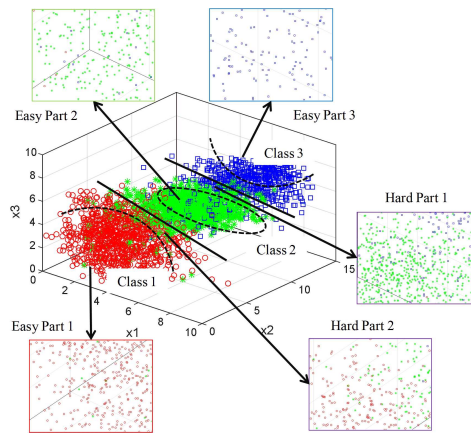 Easy Part 2
Easy Part 3
Class 3
10
8
6
4
2
0
x3
Hard Part 1
Class 2
Class 1
0
2
4
6
8
10
x1
0
5
10
15
x2
Easy Part 1
Hard Part 2